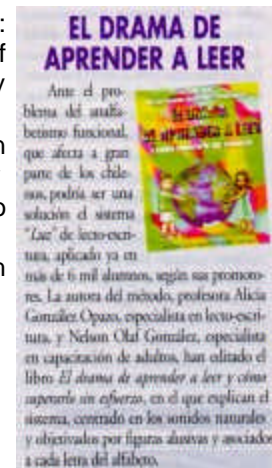 :
f
y
n
o
n
EL DRAMA DE
APRENDER A LEER
Ante el pro-
blema del analfa-
betismo funcional,
que afecta a gran
parte de los chile-
nos, podría ser una
solución el sistema
"Luz" de lecto-escri-
tura, aplicado ya en
más de 6 mil alumnos, según sus promoto-
res. La autora del método, profesora Alicia
González Opazo, especialista en lecto-escri-
tura, y Nelson Olaf González, especialista
en capacitación de adultos, han editado el
libro El drama de aprender a leer y cómo
superarlo sin esfuerzo, en el que explican el
sistema, centrado en los sonidos naturales
y objetivados por figuras alusivas y asociados
a cada letra del alfabeto.